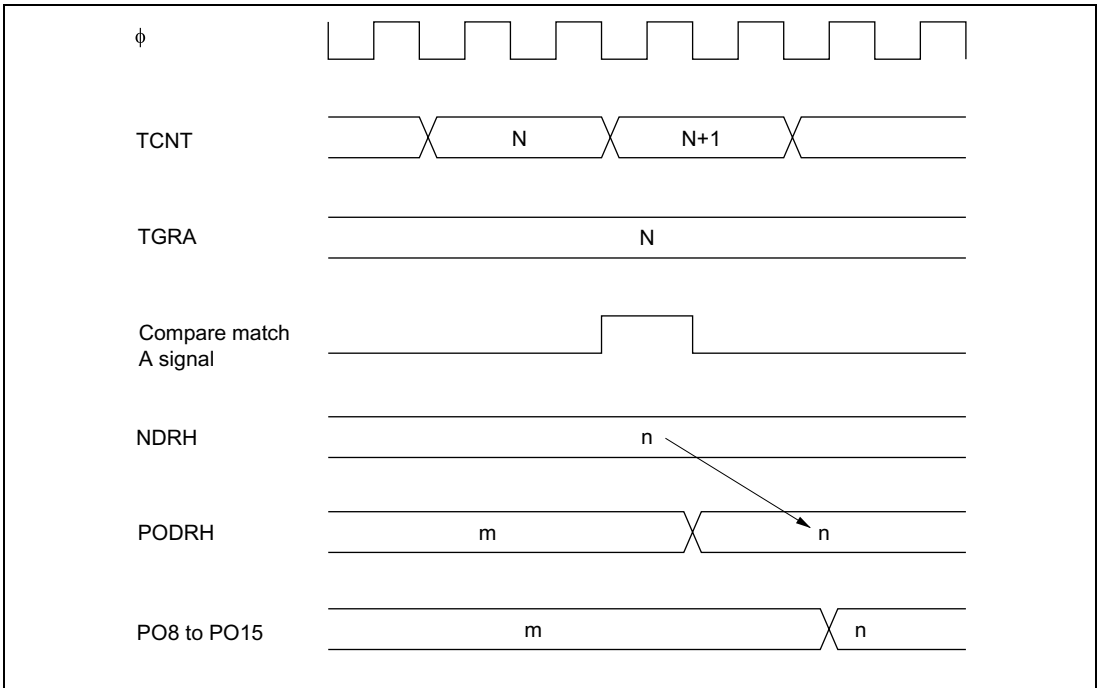 ϕ
TCNT
N
N+1
TGRA
N
Compare match
A signal
NDRH
n
PODRH
m
n
PO8 to PO15
m
n